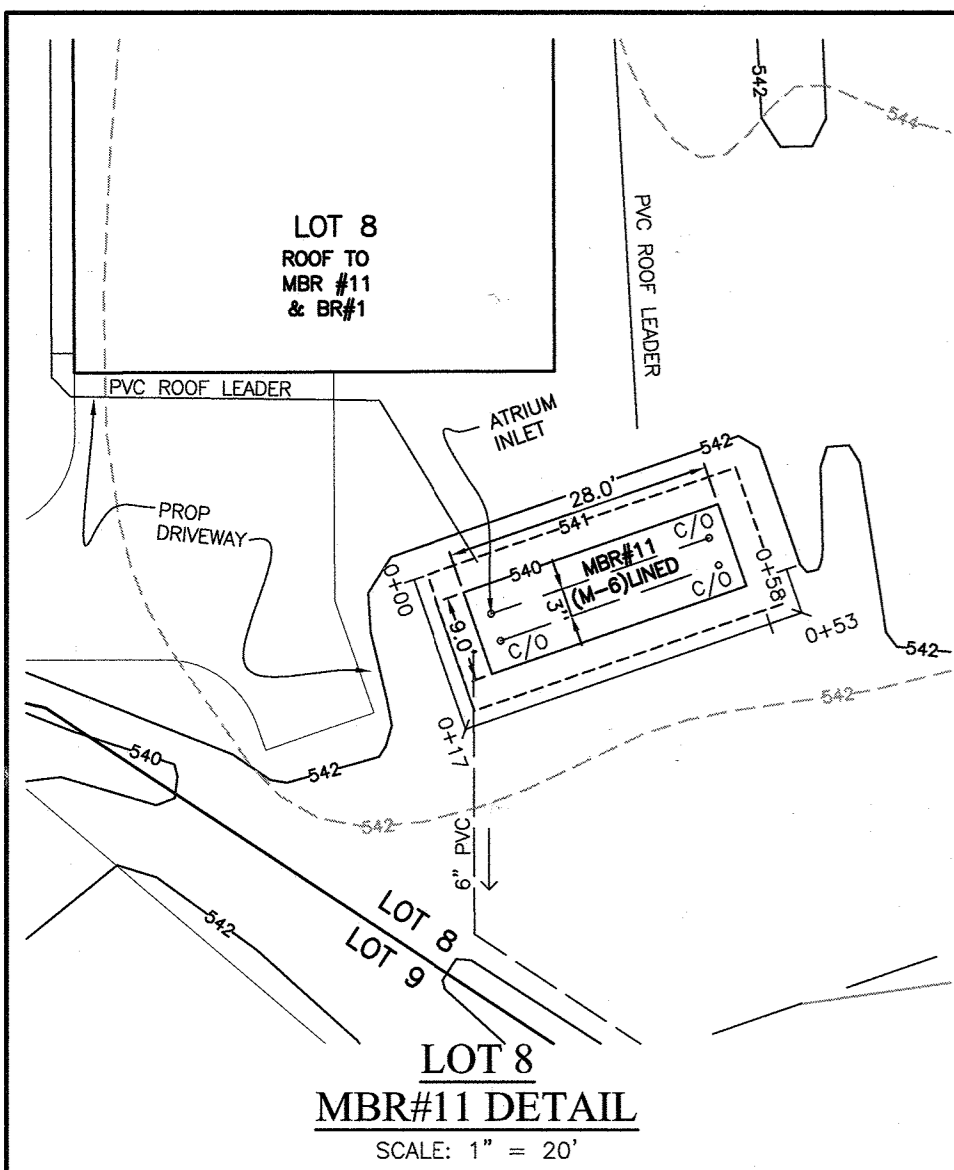 542
544
LOT 8
ROOF TO
MBR #11
& BR#1
PVC ROOF LEADER
PVC ROOF LEADER
ATRIUM
INLET
542
28.0'
541
PROP
DRIVEWAY
0+00
540
MBR#11
(M-6)LINED
C/O
C/O
C/O
3'
9.0'
0+58
0+53
542
0+17
542
540
542
542
6" PVC
542
LOT 8
LOT 9
LOT 8
MBR#11 DETAIL
SCALE: 1" = 20'